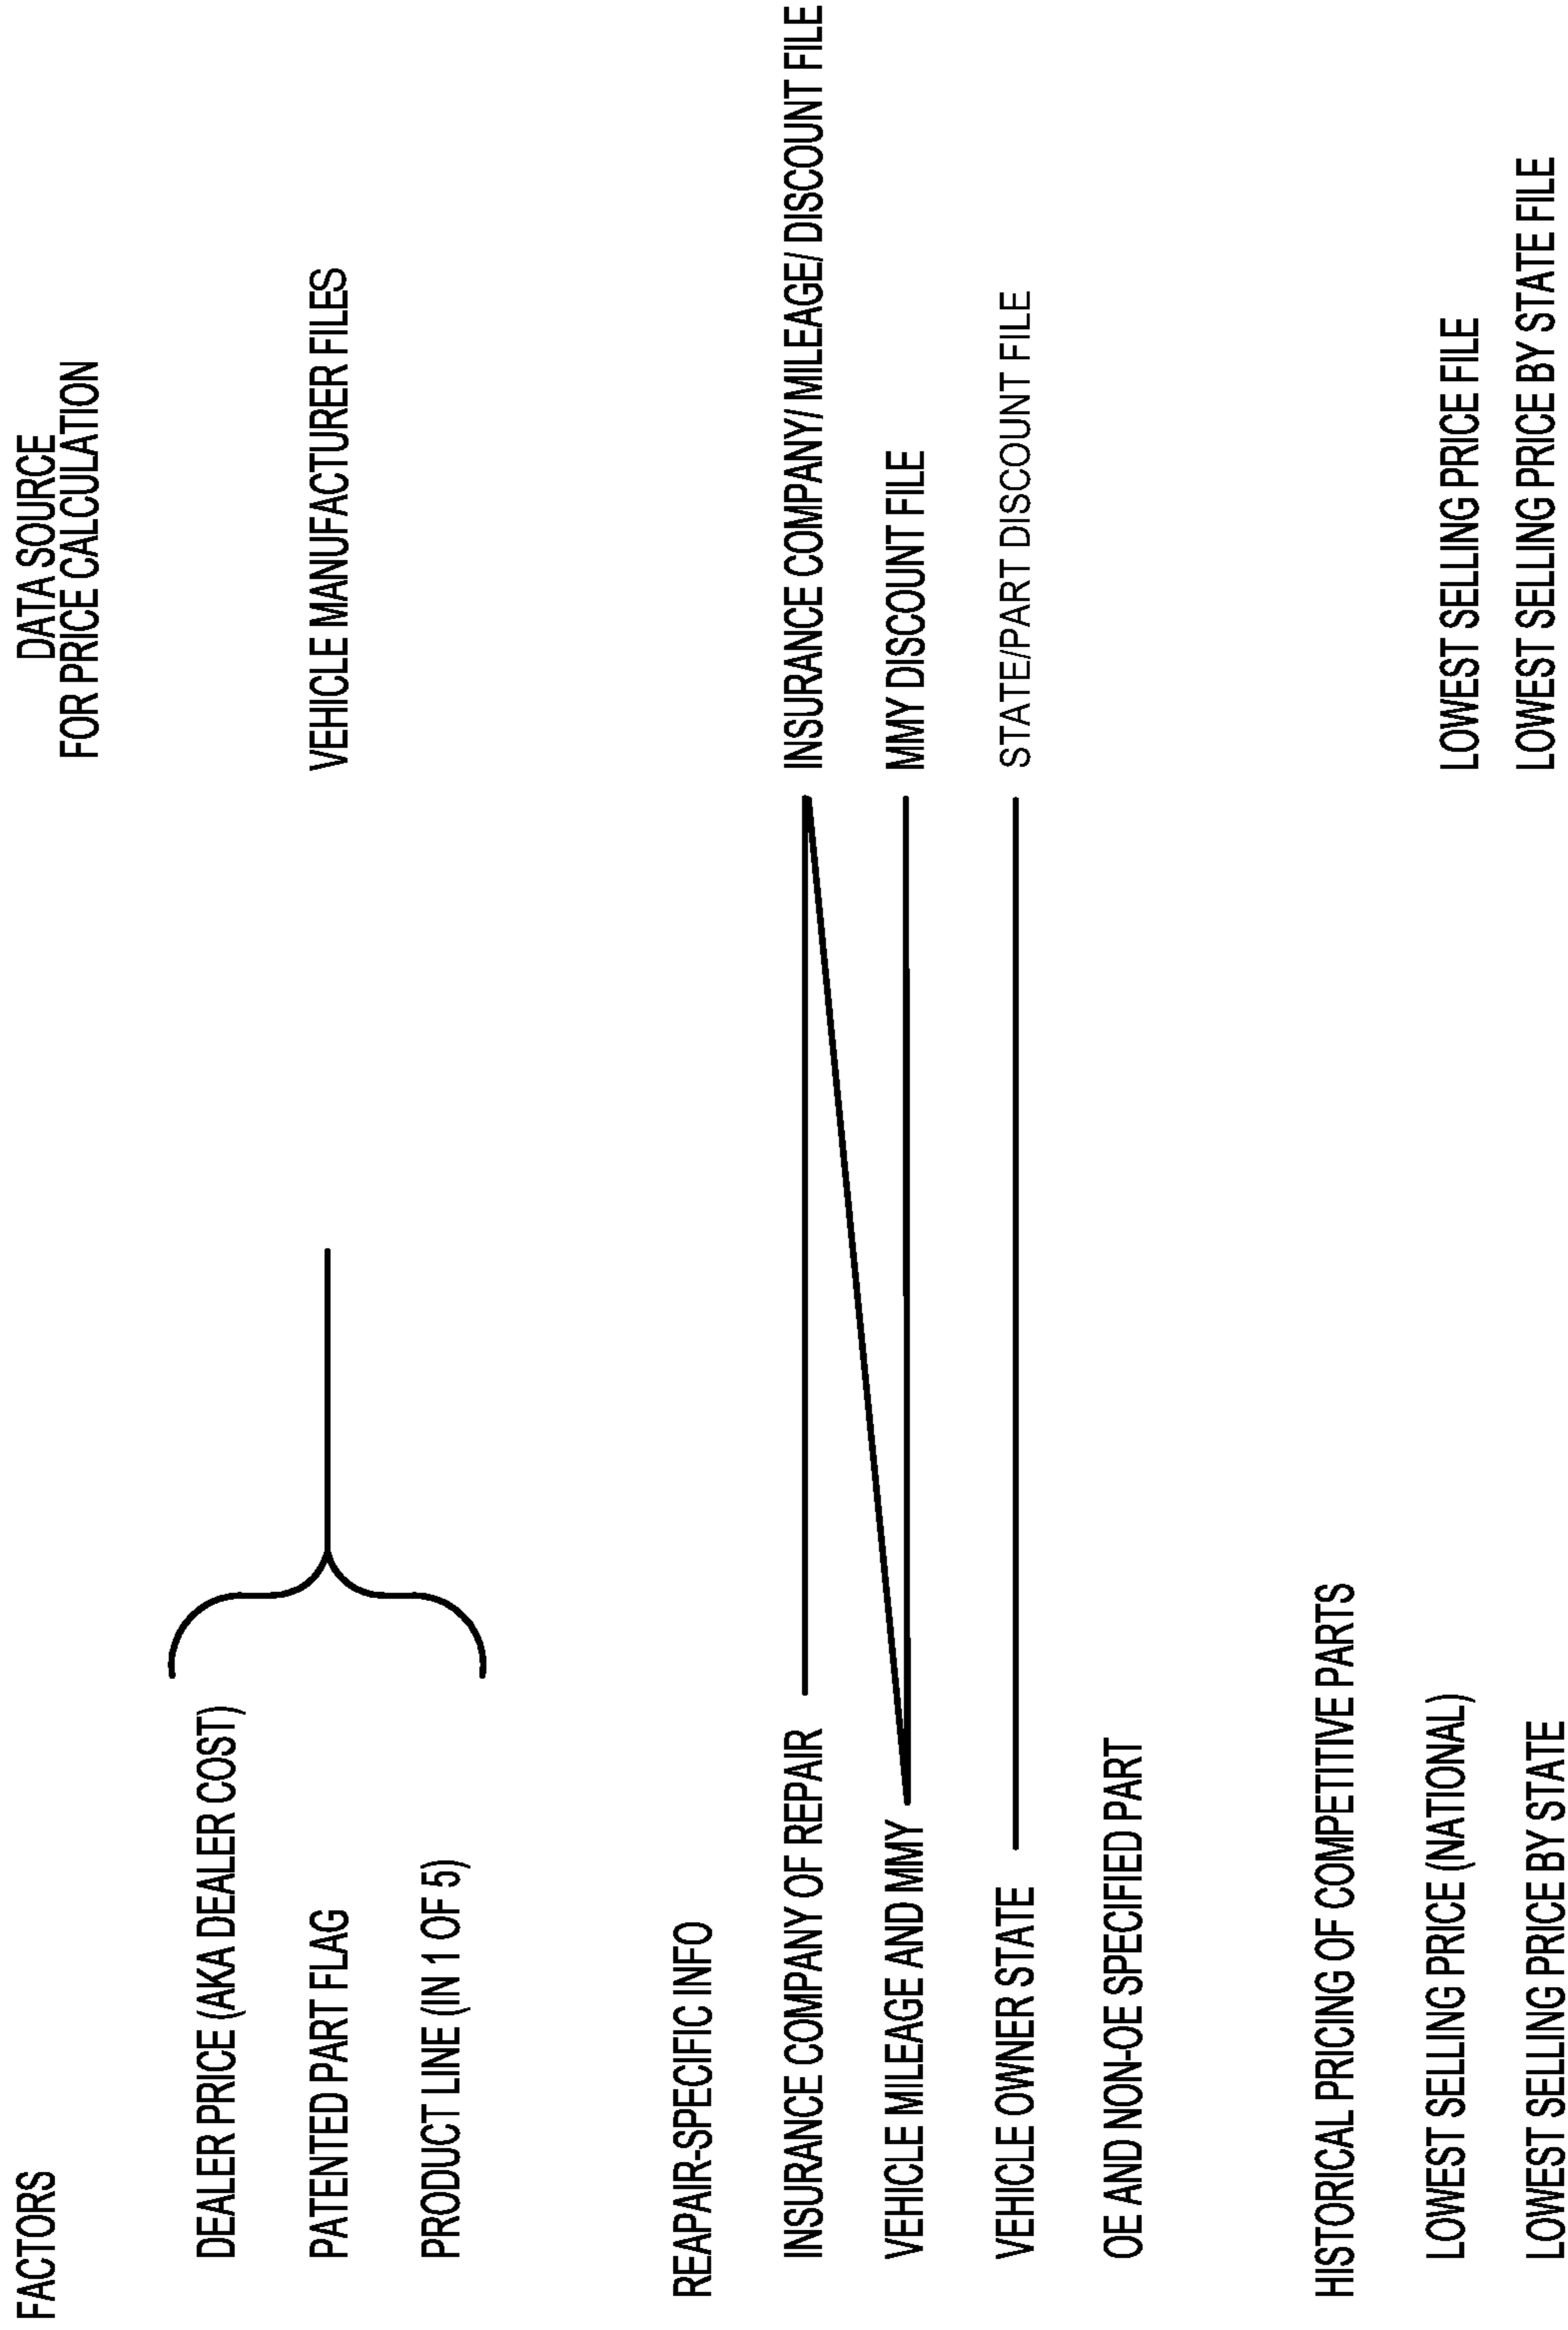 FACTORS
DATA SOURCE
FOR PRICE CALCULATION
DEALER PRICE (AKA DEALER COST)
PATENTED PART FLAG
VEHICLE MANUFACTURER FILES
PRODUCT LINE (IN 1 OF 5)
REAPAIR-SPECIFIC INFO
INSURANCE COMPANY OF REPAIR
INSURANCE COMPANY/ MILEAGE/ DISCOUNT FILE
VEHICLE MILEAGE AND MMY
MMY DISCOUNT FILE
VEHICLE OWNER STATE
STATE/PART DISCOUNT FILE
OE AND NON-OE SPECIFIED PART
HISTORICAL PRICING OF COMPETITIVE PARTS
LOWEST SELLING PRICE (NATIONAL)
LOWEST SELLING PRICE FILE
LOWEST SELLING PRICE BY STATE
LOWEST SELLING PRICE BY STATE FILE